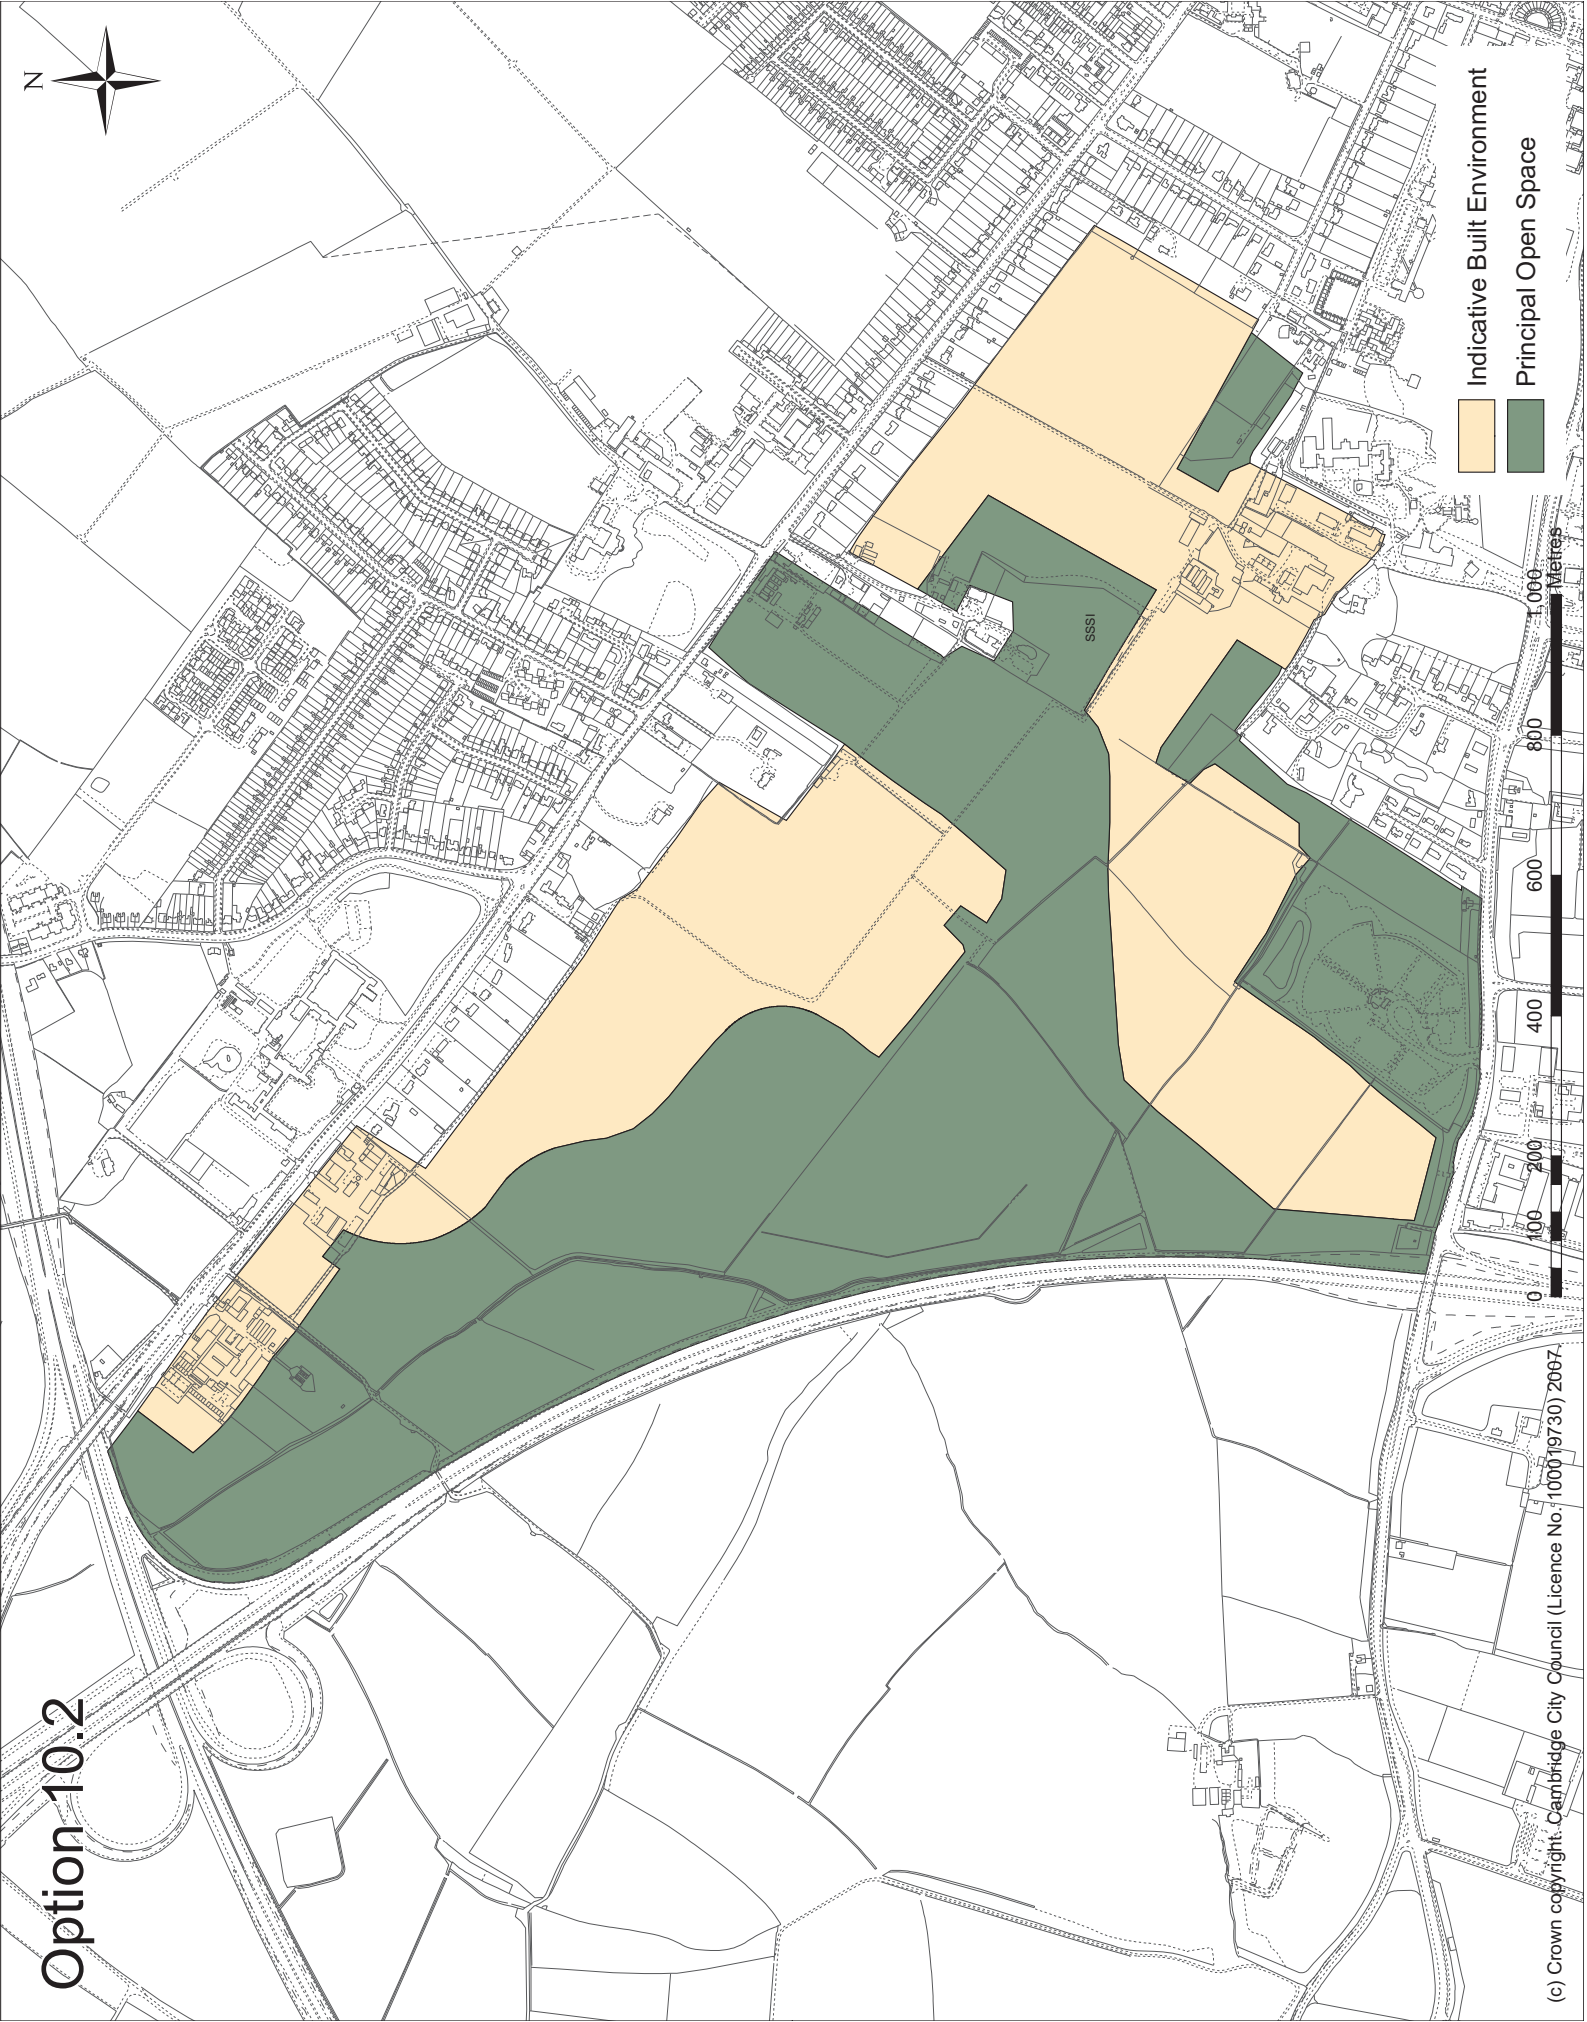 Option 10.2
N
SSSI
Indicative Built Environment
Principal Open Space
0 100 200 400 600 800 1,000
Metres
(c) Crown copyright. Cambridge City Council (Licence No. 100019730) 2007.